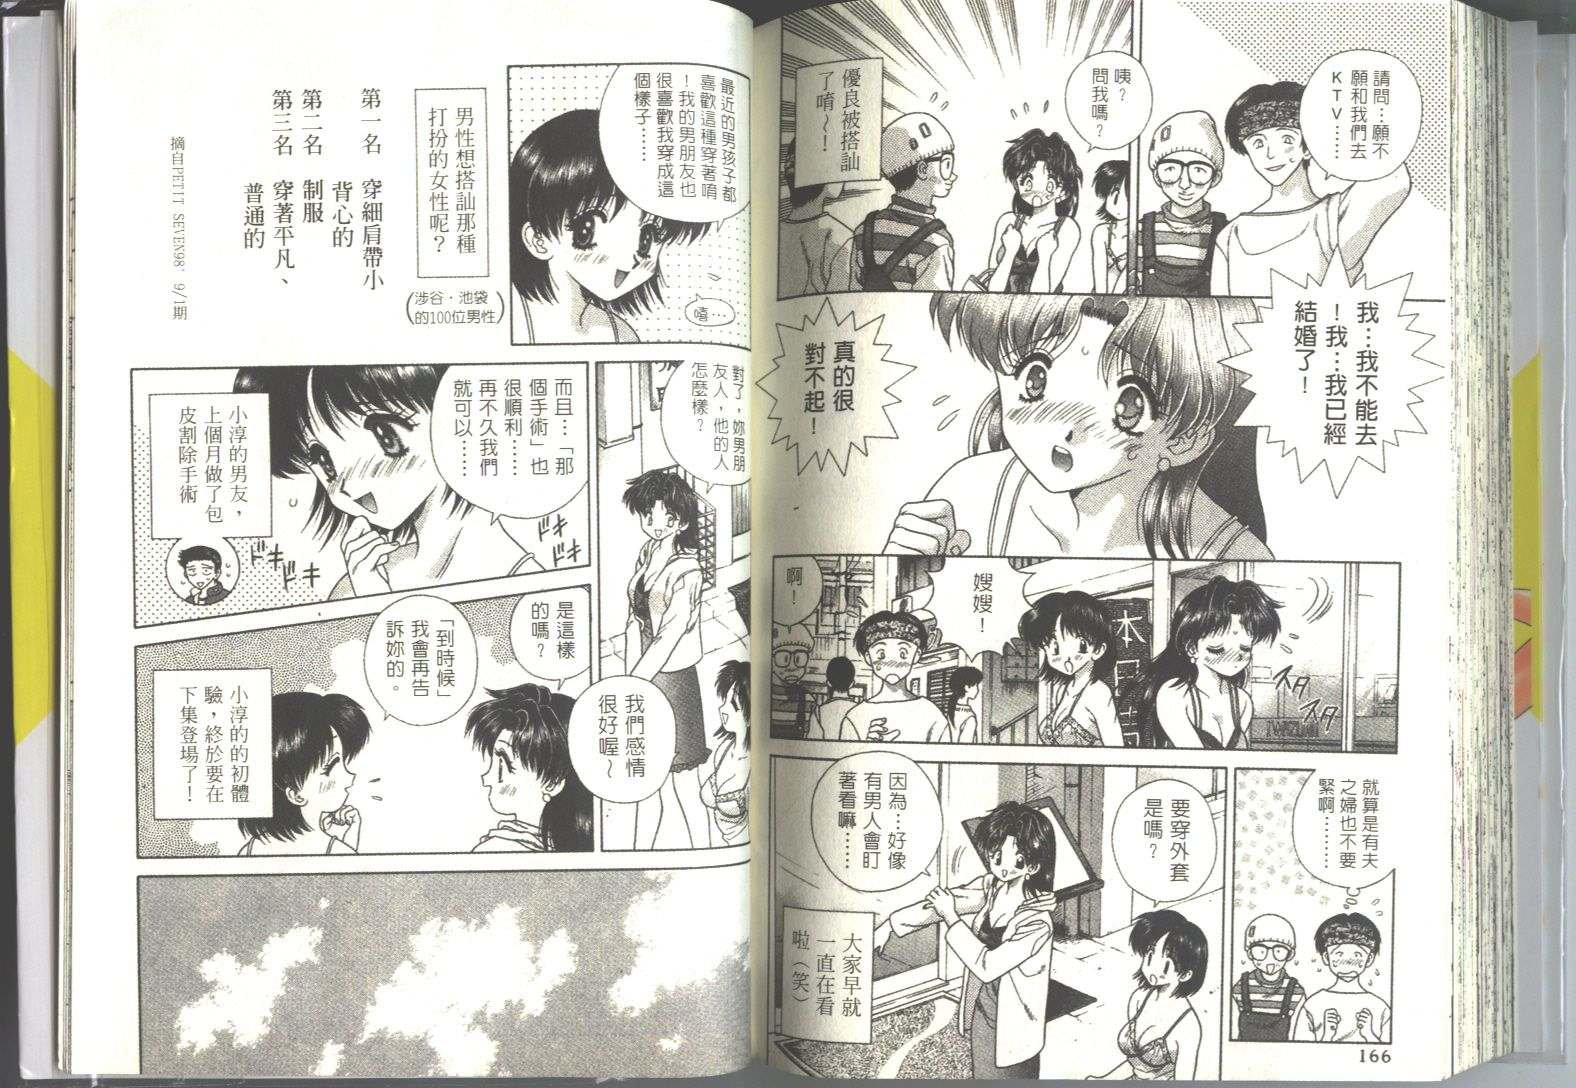 請問…願不
願和我們去
KTV……
咦？
問我嗎？
優良被搭訕
了唷～！
我…我不能去
！我…我已經
結婚了！
真的很
對不起！
嫂嫂！
啊！
本日
スタ
スタ
就算是有夫
之婦也不要
緊啊………
要穿外套
是嗎？
因為…好像
有男人會盯
著看嘛……
大家早就
一直在看
啦（笑）
166
最近的男孩子都
喜歡這種穿著唷
！我的男朋友也
很喜歡我穿成這
個樣子……
嘻…
男性想搭訕那種
打扮的女性呢？
（涉谷・池袋
的100位男性）
第一名　穿細肩帶小
背心的
第二名　制服
第三名　穿著平凡、
普通的
摘自PETIT SEVEN98' 9/1期
對了，妳男朋
友人，他的人
怎麼樣？
而且…「那
個手術」也
很順利……
再不久我們
就可以……
ドキ
ドキ
ドキ
ドキ
小淳的男友，
上個月做了包
皮割除手術
我們感情
很好喔～
是這樣
的嗎？
「到時候」
我會再告
訴妳的。
小淳的的初體
驗，終於要在
下集登場了！